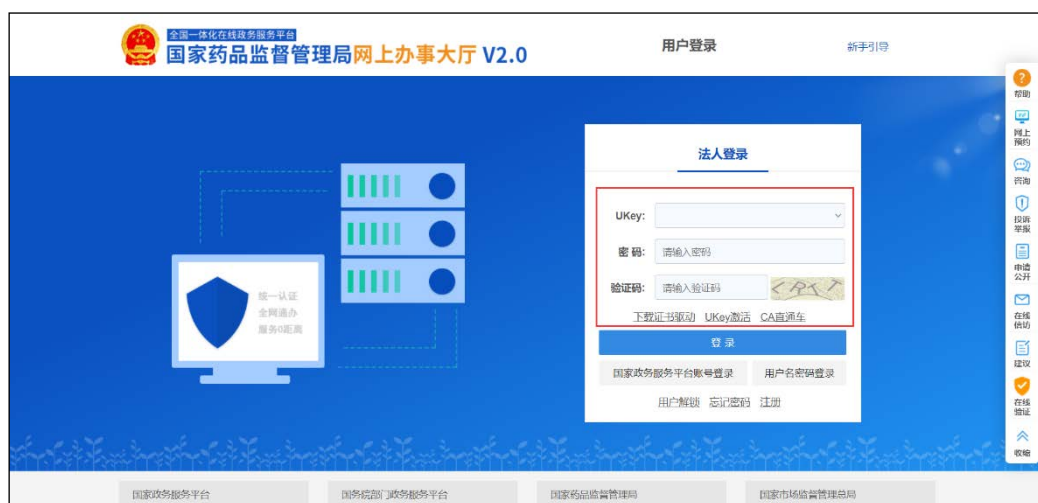 全国一体化在线政务服务平台
国家药品监督管理局网上办事大厅 V2.0
用户登录
新手引导
法人登录
UKey:
密 码: 请输入密码
验证码: 请输入验证码
下载证书驱动 UKey激活 CA直通车
登 录
国家政务服务平台账号登录 用户名密码登录
用户解锁 忘记密码 注册
统一认证
全网通办
服务0距离
帮助
网上
预约
咨询
投诉
举报
申请
公开
在线
信访
建议
在线
验证
收缩
国家政务服务平台 国务院部门政务服务平台 国家药品监督管理局 国家市场监督管理总局